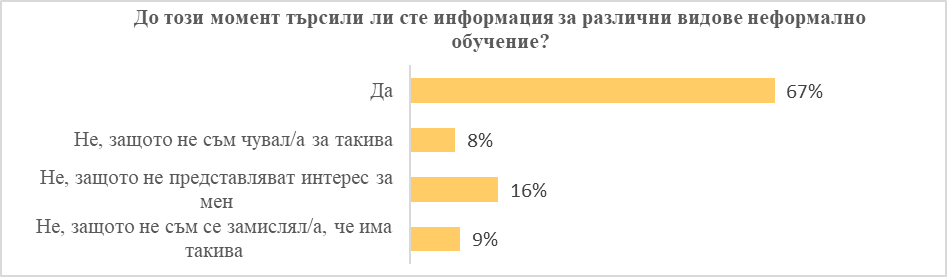 До този момент търсили ли сте информация за различни видове неформално
обучение?
Да
67%
Не, защото не съм чувал/а за такива
8%
Не, защото не представляват интерес за
мен
16%
Не, защото не съм се замислял/а, че има
такива
9%